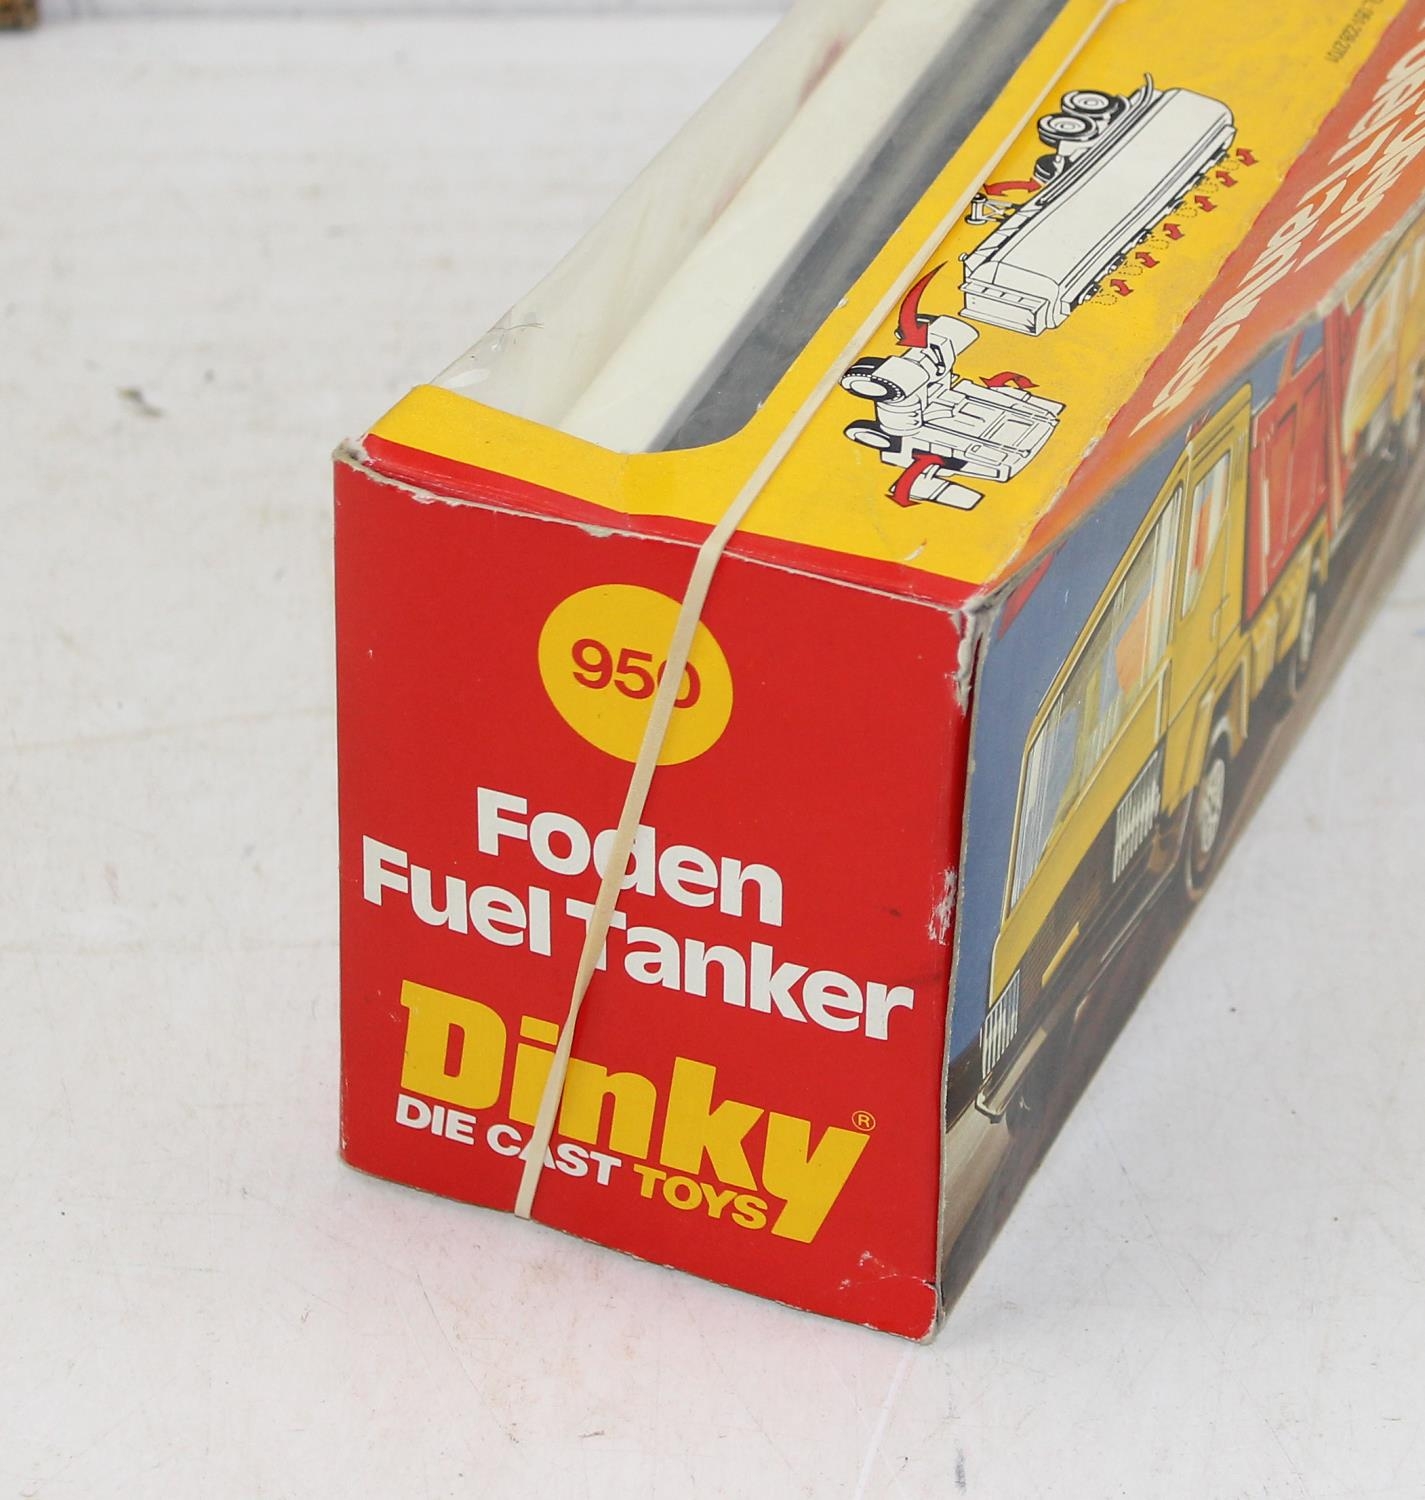 950
Foden
Fuel Tanker
Dinky®
DIE CAST TOYS